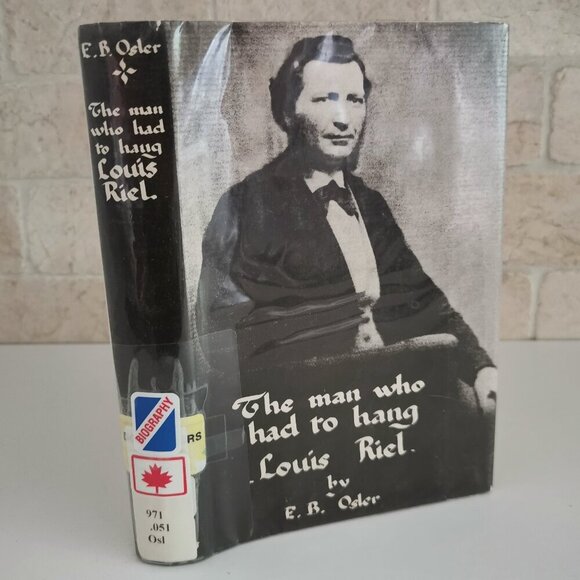 E. B. Osler
The man
who had
to hang
Louis
Riel.
BIOGRAPHY
RS
971
.051
Osl
The man who
had to hang
Louis Riel.
by
E. B. Osler